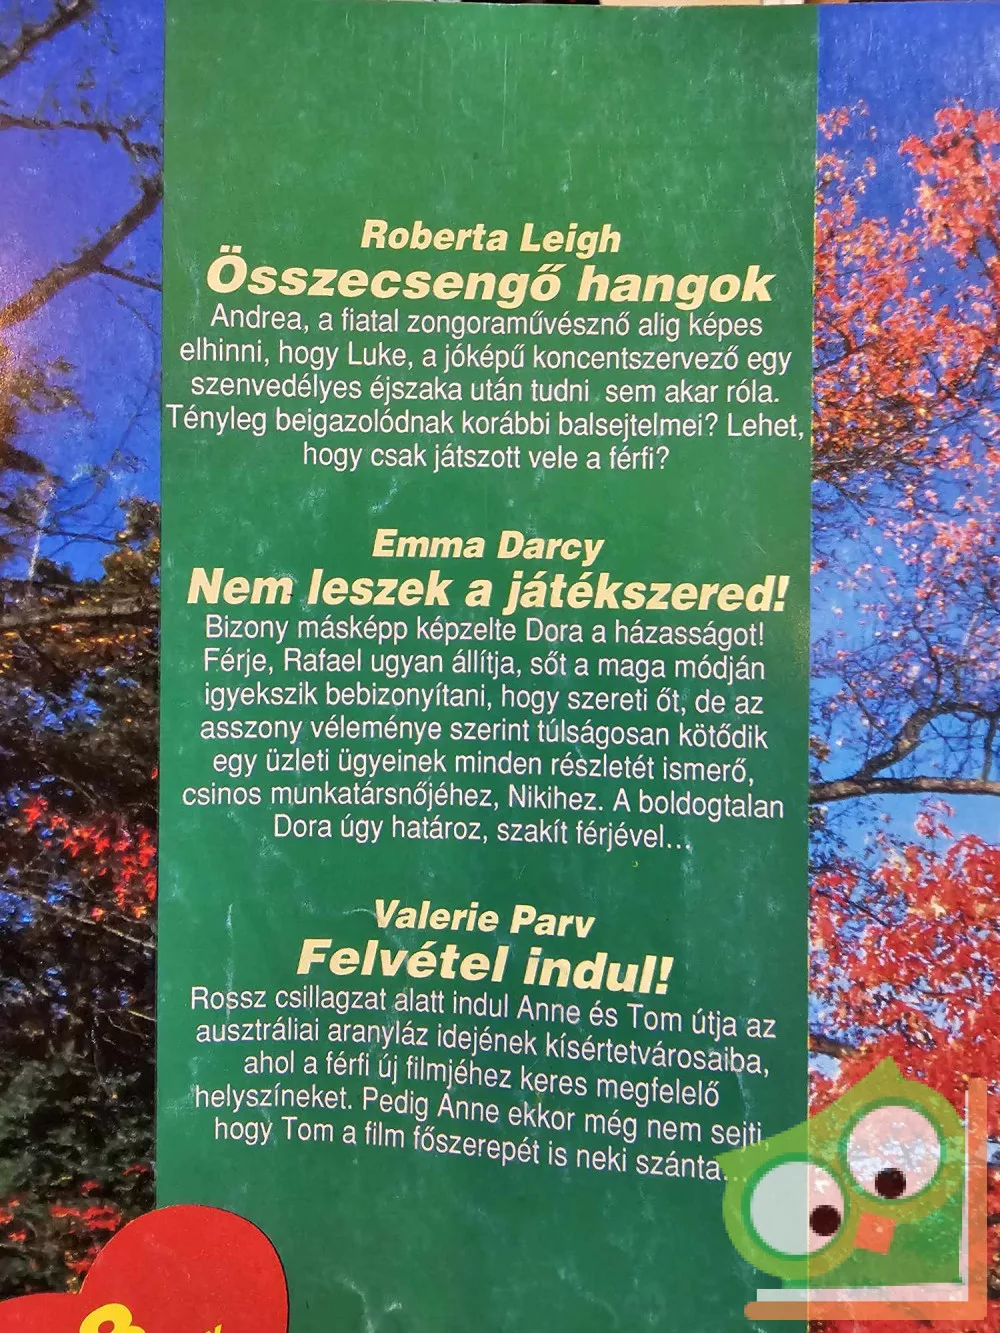 Roberta Leigh
Összecsengő hangok
Andrea, a fiatal zongoraművésznő alig képes
elhinni, hogy Luke, a jóképű koncentszervező egy
szenvedélyes éjszaka után tudni sem akar róla.
Tényleg beigazolódnak korábbi balsejtelmei? Lehet,
hogy csak játszott vele a férfi?
Emma Darcy
Nem leszek a játékszered!
Bizony másképp képzelte Dora a házasságot!
Férje, Rafael ugyan állítja, sőt a maga módján
igyekszik bebizonyítani, hogy szereti őt, de az
asszony véleménye szerint túlságosan kötődik
egy üzleti ügyeinek minden részletét ismerő,
csinos munkatársnőjéhez, Nikihez. A boldogtalan
Dora úgy határoz, szakít férjével...
Valerie Parv
Felvétel indul!
Rossz csillagzat alatt indul Anne és Tom útja az
ausztráliai aranyláz idejének kísértetvárosaiba,
ahol a férfi új filmjéhez keres megfelelő
helyszíneket. Pedig Anne ekkor még nem sejti,
hogy Tom a film főszerepét is neki szánta...